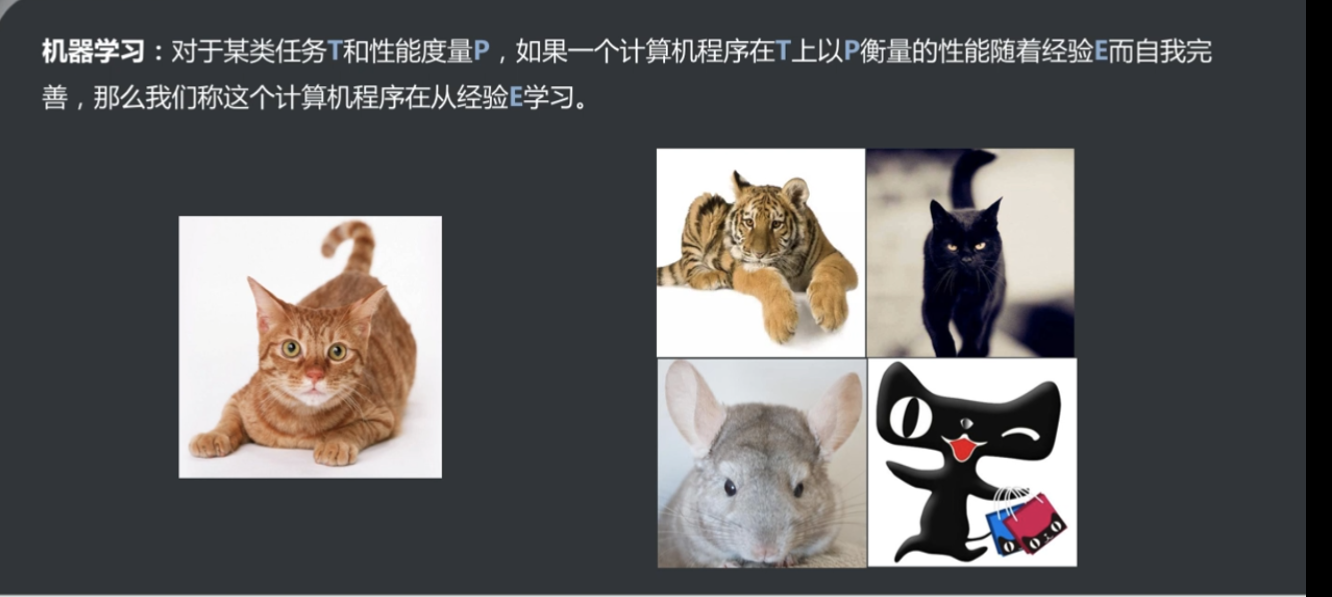 机器学习：对于某类任务T和性能度量P，如果一个计算机程序在T上以P衡量的性能随着经验E而自我完
善，那么我们称这个计算机程序在从经验E学习。